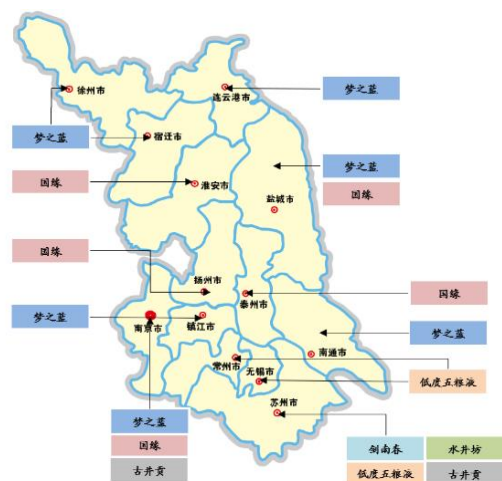 徐州市
连云港市
梦之蓝
梦之蓝
宿迁市
梦之蓝
国缘
国缘
淮安市
盐城市
国缘
扬州市
泰州市
国缘
梦之蓝
南京市
镇江市
梦之蓝
常州市
无锡市
南通市
低度五粮液
苏州市
梦之蓝
国缘
古井贡
剑南春
水井坊
低度五粮液
古井贡